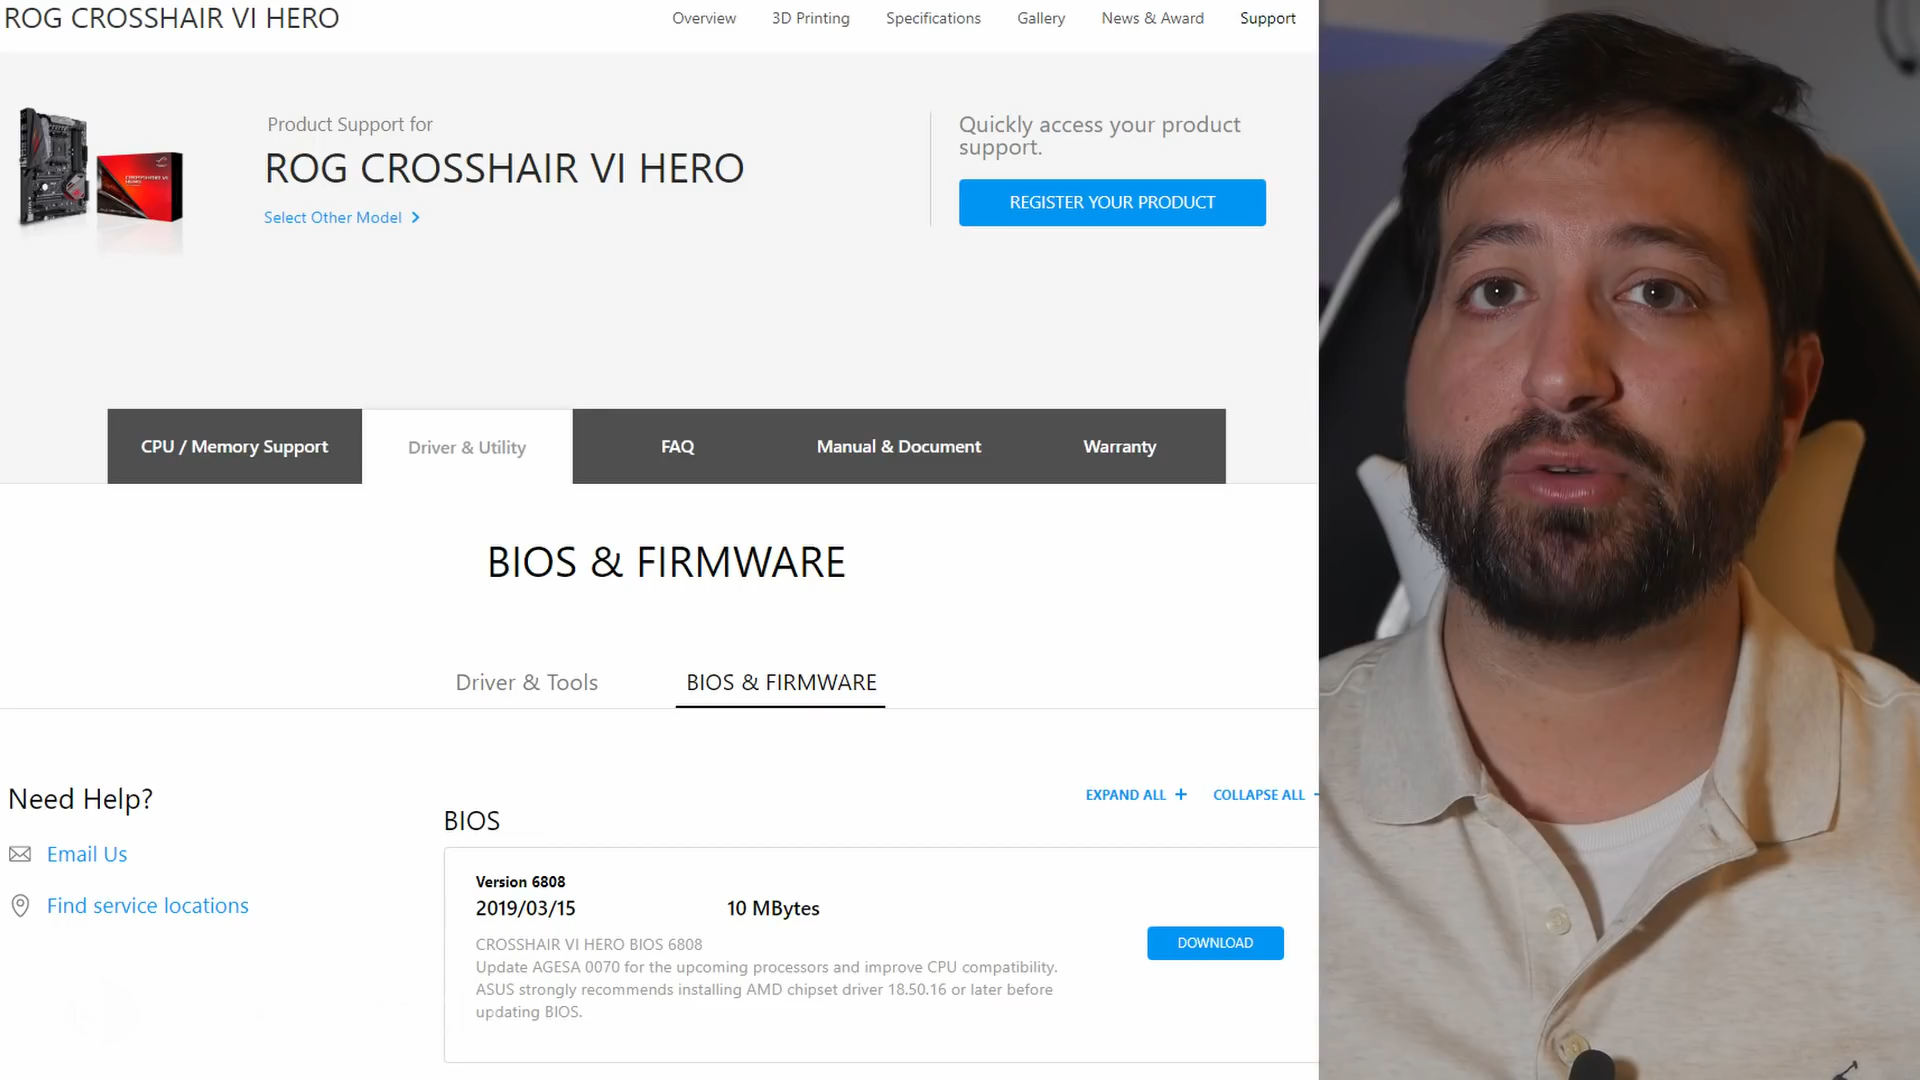 ROG CROSSHAIR VI HERO
Overview
3D Printing
Specifications
Gallery
News & Award
Support
Product Support for
ROG CROSSHAIR VI HERO
Select Other Model
Quickly access your product
support.
REGISTER YOUR PRODUCT
CPU / Memory Support
Driver & Utility
FAQ
Manual & Document
Warranty
BIOS & FIRMWARE
Driver & Tools
BIOS & FIRMWARE
Need Help?
Email Us
Find service locations
EXPAND ALL +
COLLAPSE ALL -
BIOS
Version 6808
2019/03/15
10 MBytes
CROSSHAIR VI HERO BIOS 6808
Update AGESA 0070 for the upcoming processors and improve CPU compatibility.
ASUS strongly recommends installing AMD chipset driver 18.50.16 or later before
updating BIOS.
DOWNLOAD